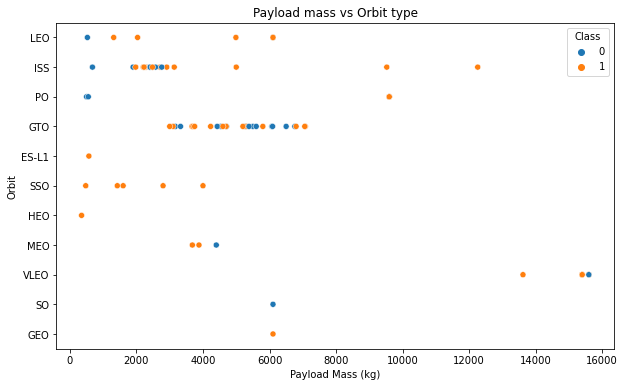 Payload mass vs Orbit type
Class
0
1
Orbit
LEO
ISS
PO
GTO
ES-L1
SSO
HEO
MEO
VLEO
SO
GEO
0 2000 4000 6000 8000 10000 12000 14000 16000
Payload Mass (kg)